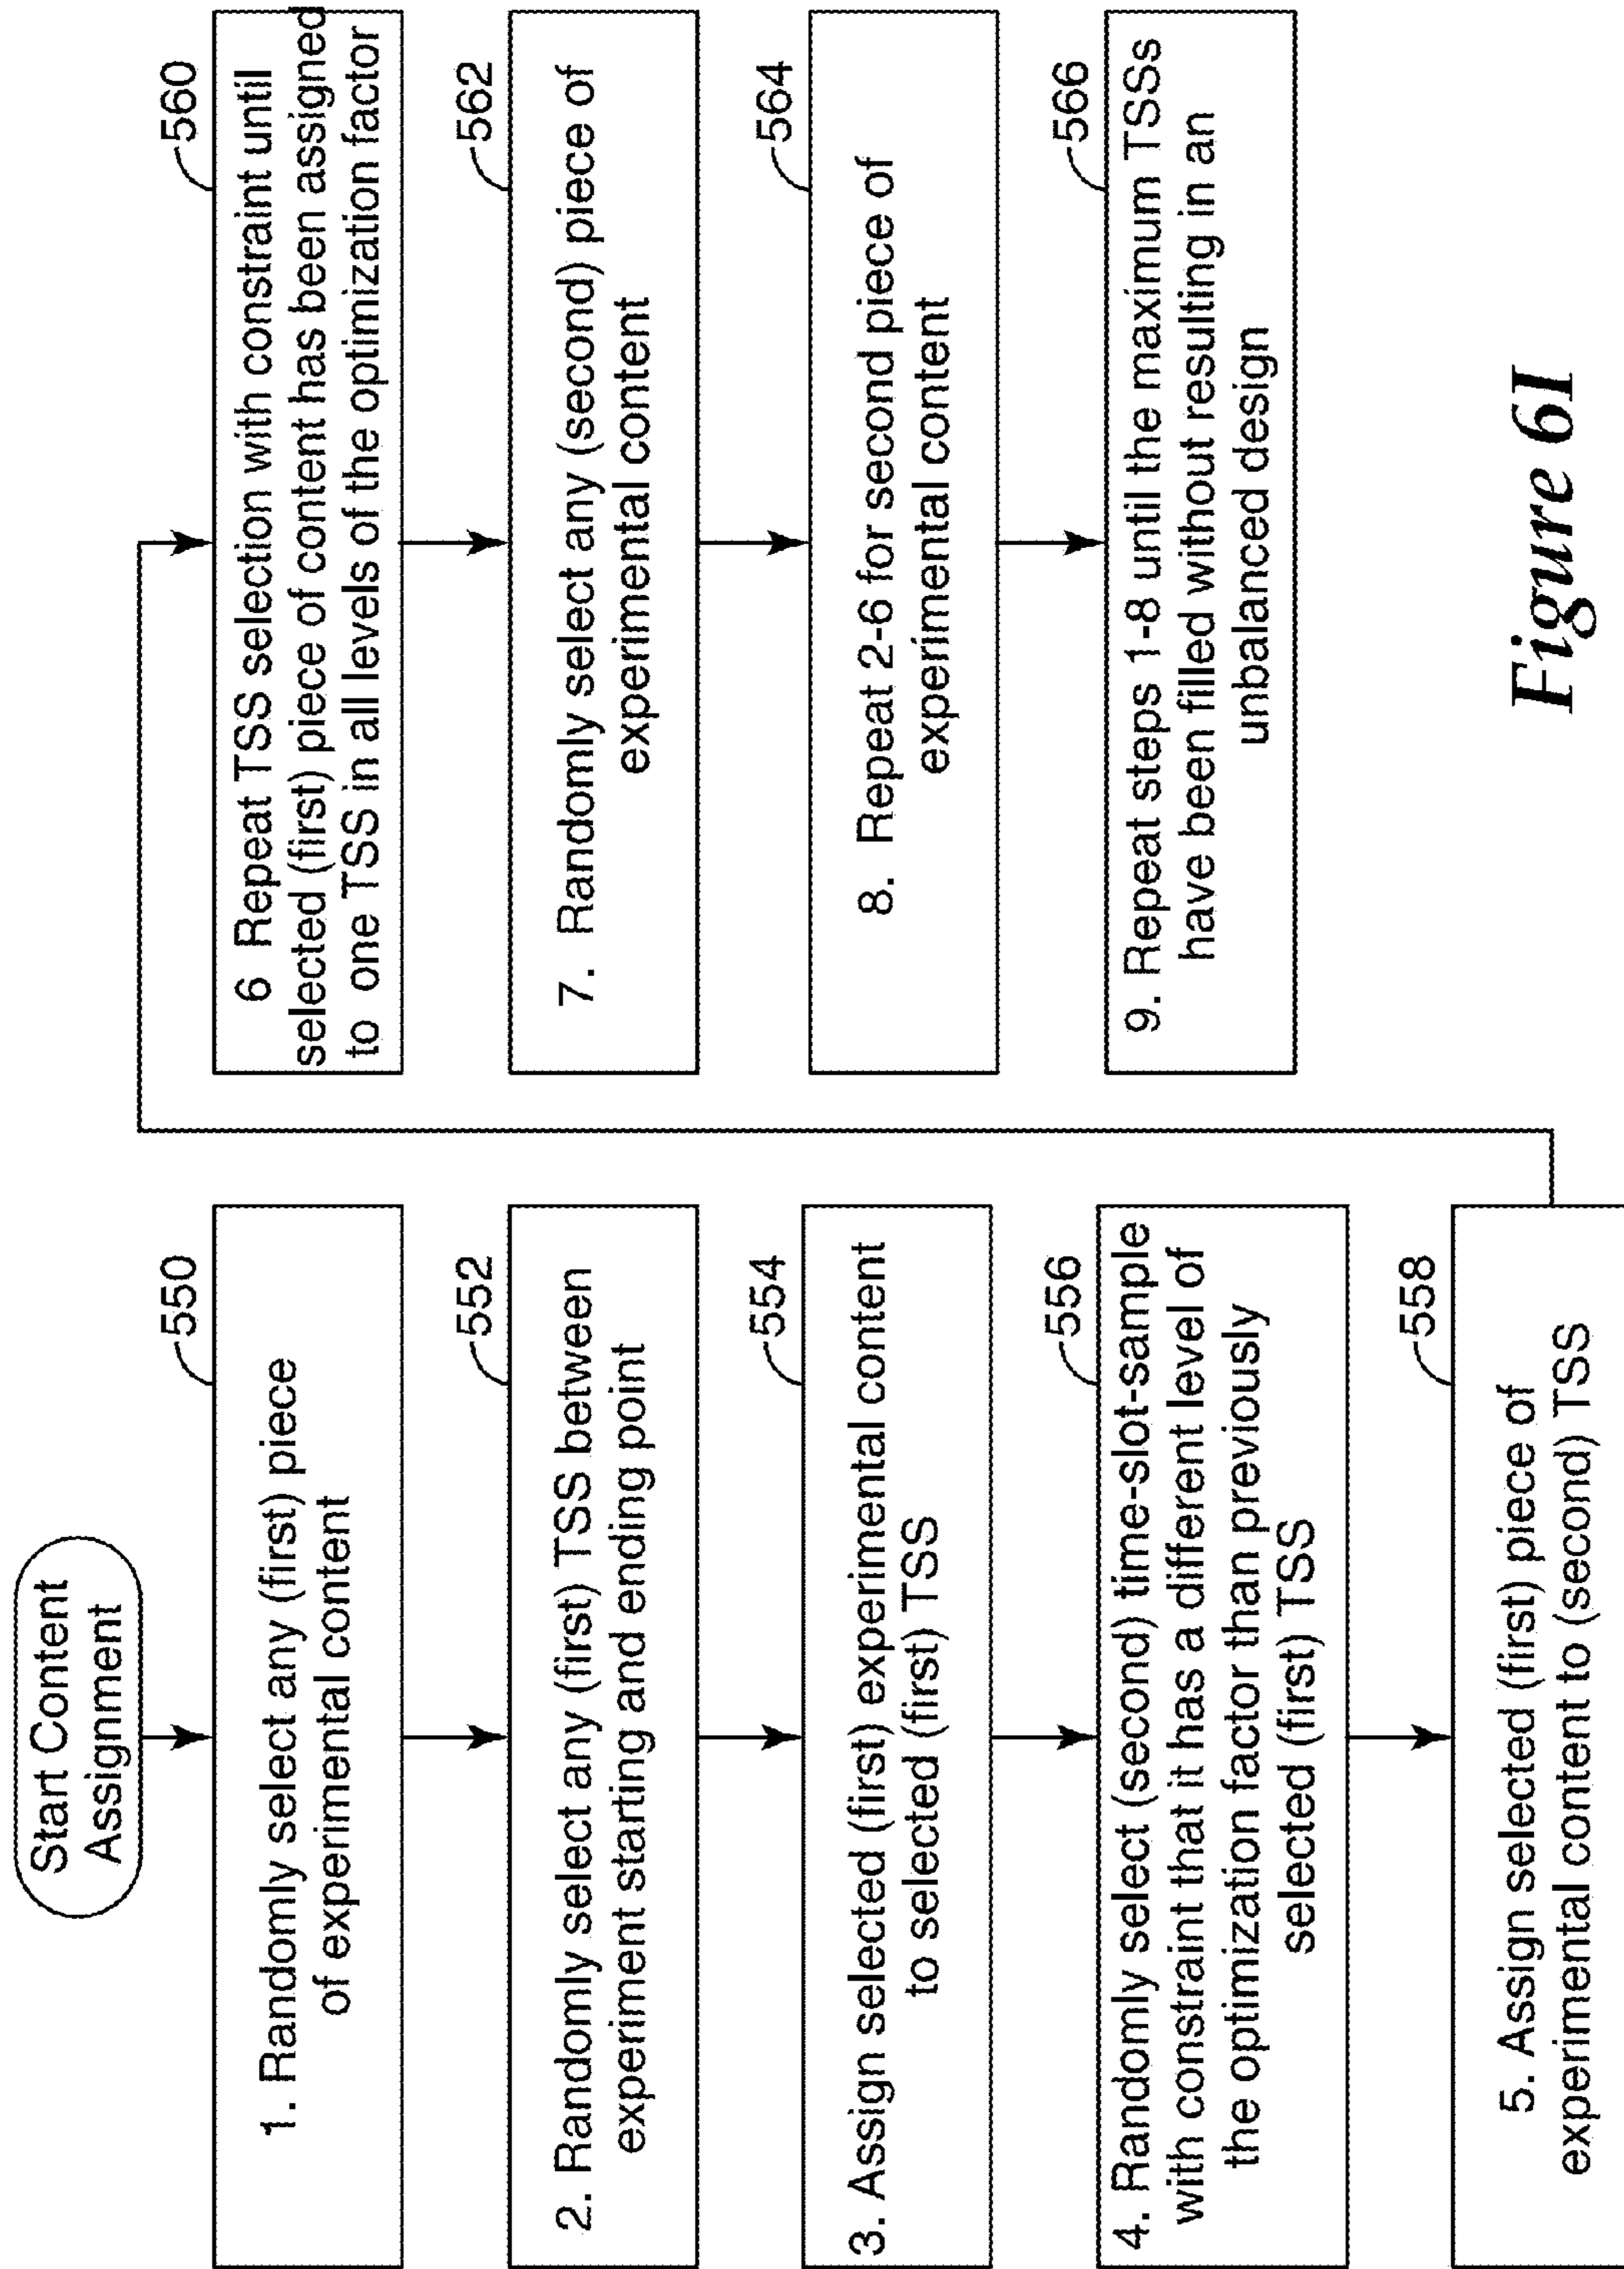 Start Content
Assignment
550
1. Randomly select any (first) piece
of experimental content
552
2. Randomly select any (first) TSS between
experiment starting and ending point
554
3. Assign selected (first) experimental content
to selected (first) TSS
556
4. Randomly select (second) time-slot-sample
with constraint that it has a different level of
the optimization factor than previously
selected (first) TSS
558
5. Assign selected (first) piece of
experimental content to (second) TSS
560
6 Repeat TSS selection with constraint until
selected (first) piece of content has been assigned
to one TSS in all levels of the optimization factor
562
7. Randomly select any (second) piece of
experimental content
564
8. Repeat 2-6 for second piece of
experimental content
566
9. Repeat steps 1-8 until the maximum TSSs
have been filled without resulting in an
unbalanced design
Figure 6I